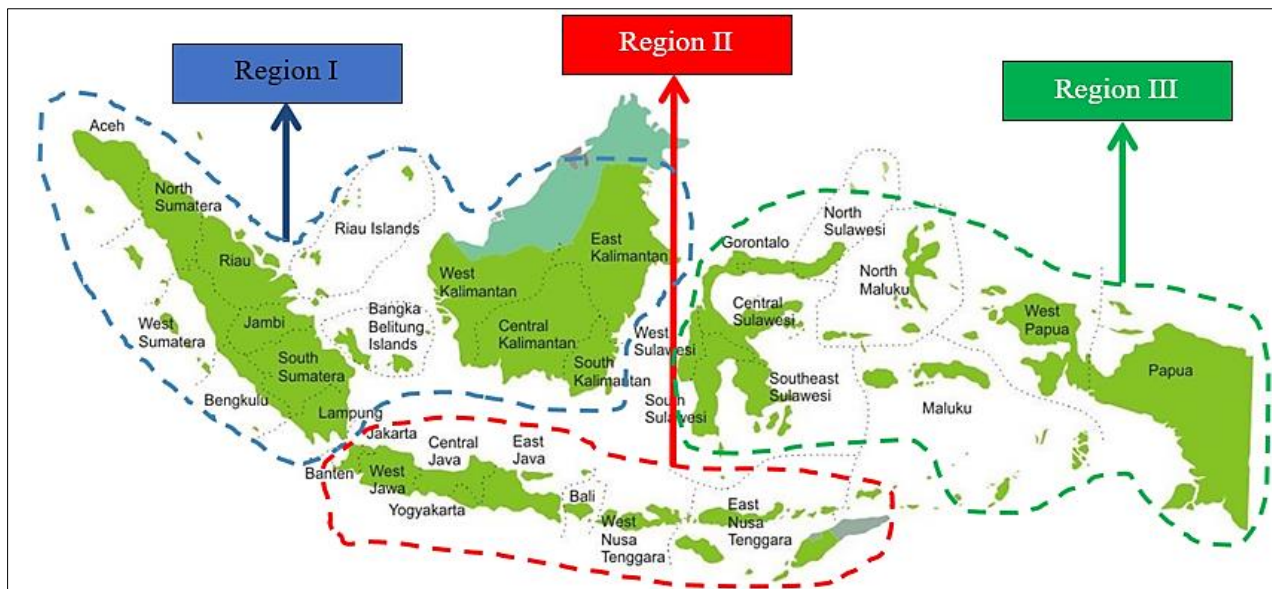 Region I
Region II
Region III
Aceh
North
Sumatera
Riau Islands
Riau
West
Sumatera
Jambi
Bangka
Belitung
Islands
South
Sumatera
Bengkulu
Lampung
West
Kalimantan
East
Kalimantan
Central
Kalimantan
South
Kalimantan
Gorontalo
North
Sulawesi
North
Maluku
Central
Sulawesi
West
Sulawesi
Southeast
Sulawesi
South
Sulawesi
Maluku
West
Papua
Papua
Jakarta
Banten
West
Jawa
Central
Java
Yogyakarta
East
Java
Bali
West
Nusa
Tenggara
East
Nusa
Tenggara